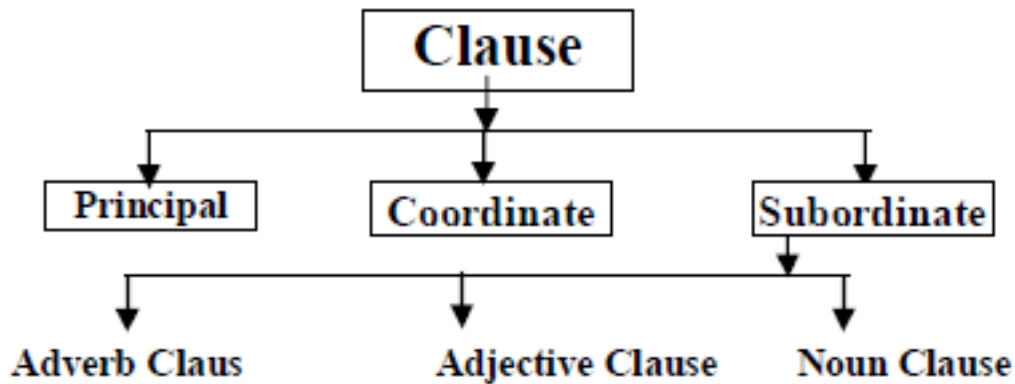 Clause
Principal
Coordinate
Subordinate
Adverb Claus
Adjective Clause
Noun Clause